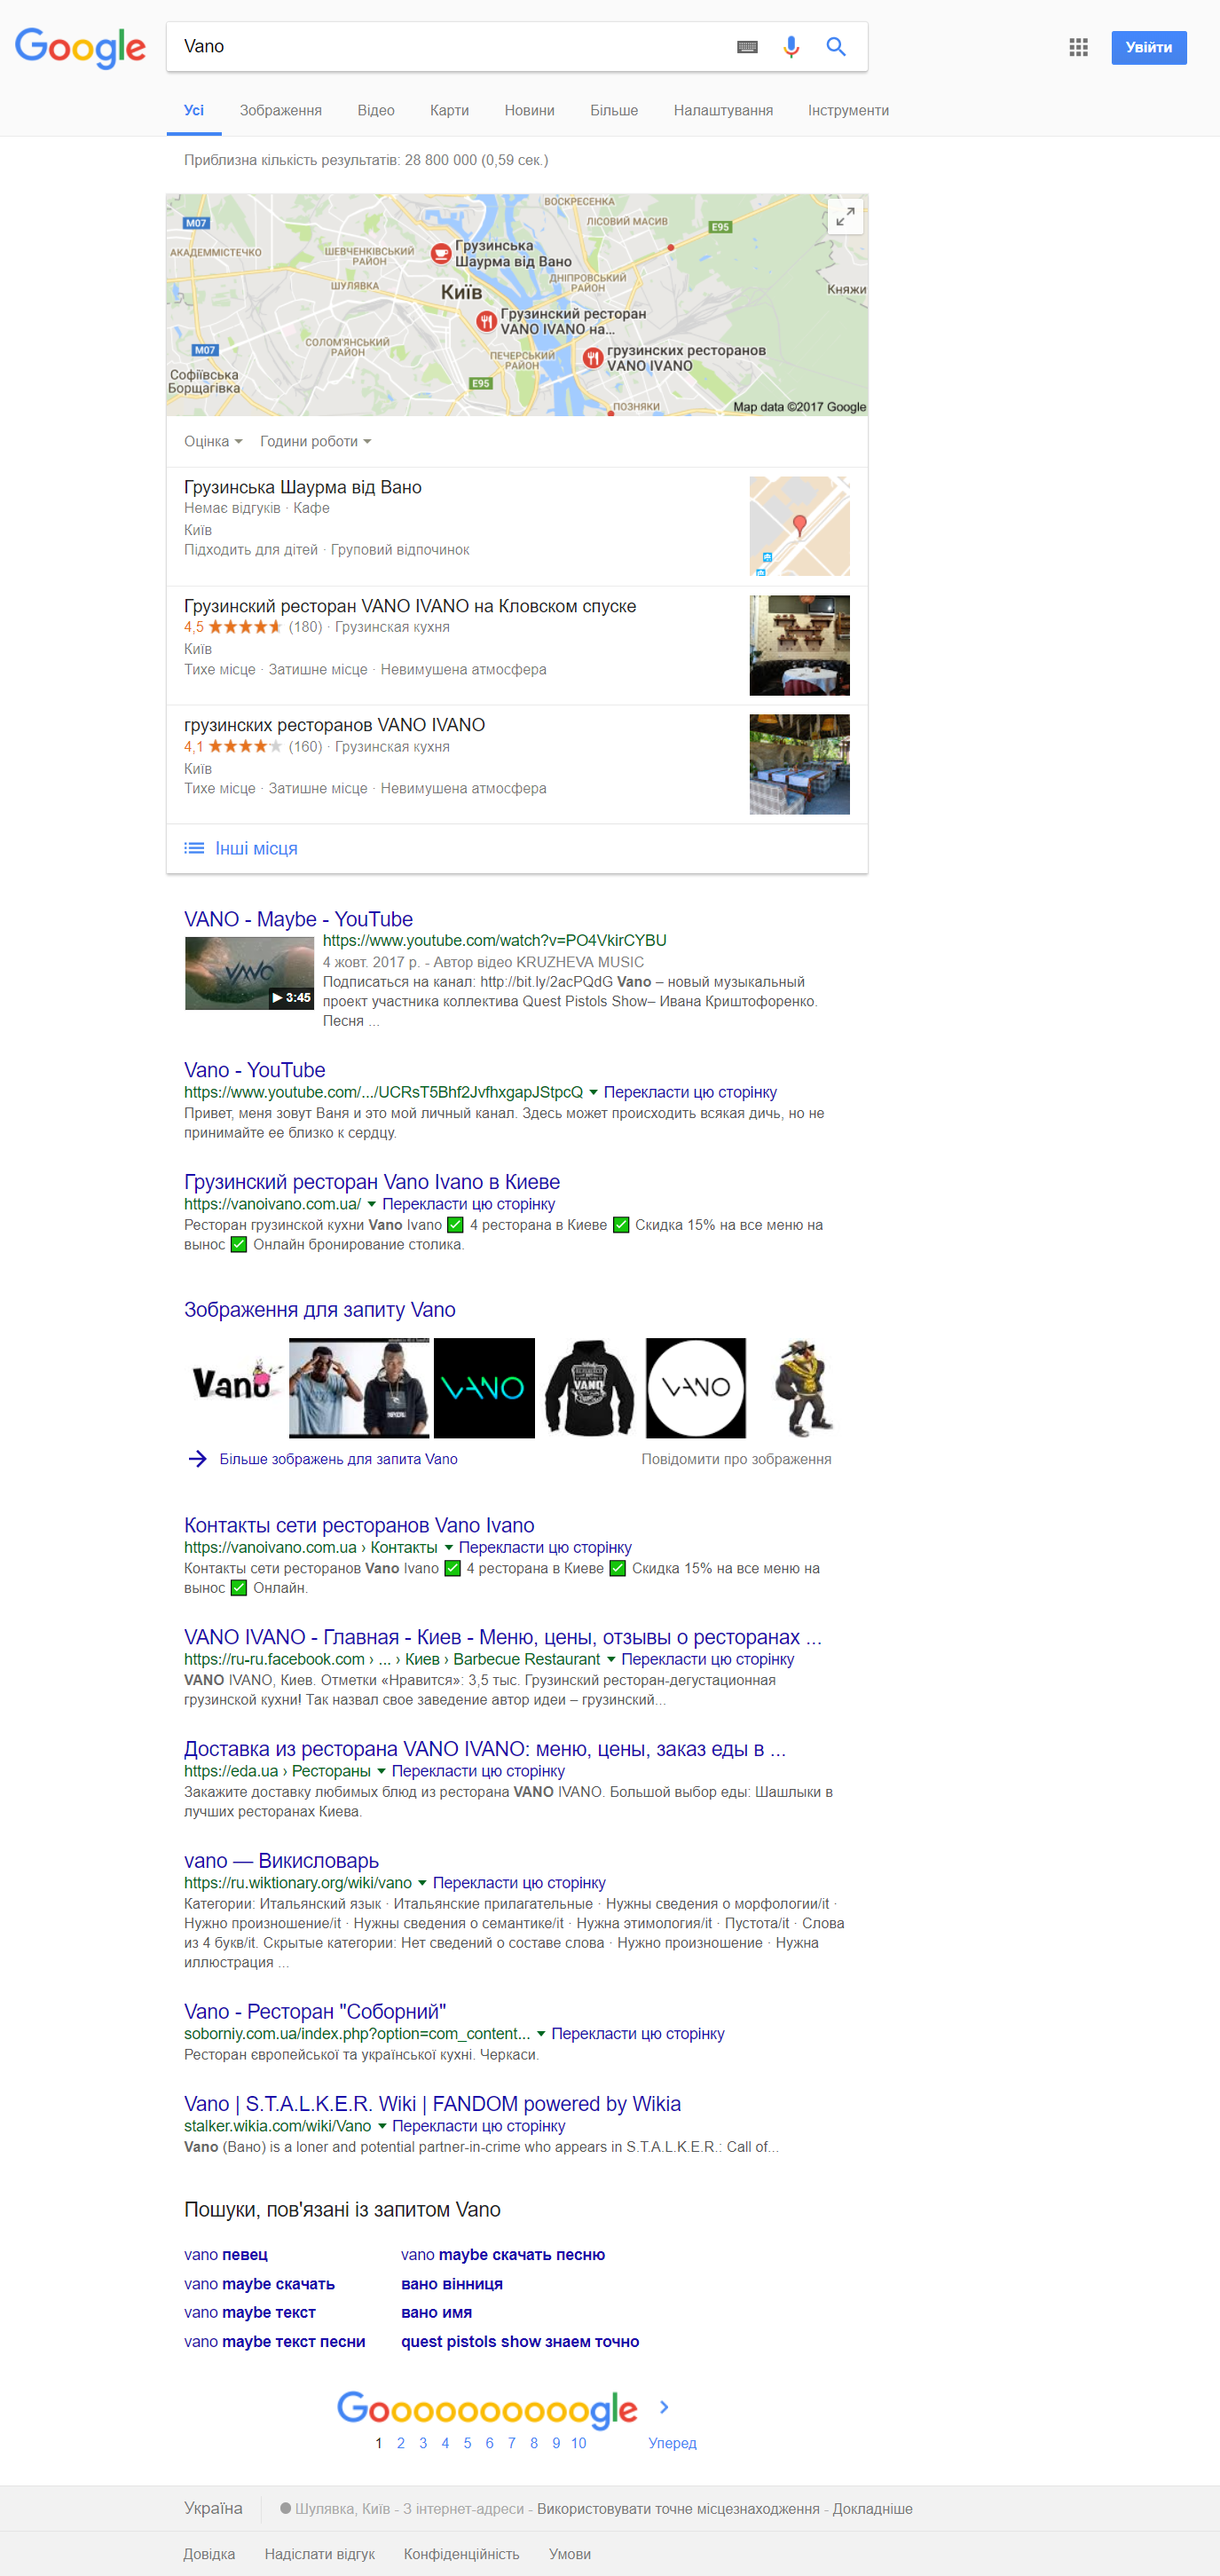 Google
Vano
Увійти
Усі Зображення Відео Карти Новини Більше Налаштування Інструменти
Приблизна кількість результатів: 28 800 000 (0,59 сек.)
ВОСКРЕСЕНКА
M07
ЛІСОВИЙ МАСИВ
E95
АКАДЕММІСТЕЧКО
ШЕВЧЕНКІВСЬКИЙ
РАЙОН
Грузинська
Шаурма від Вано
ДНІПРОВСЬКИЙ
РАЙОН
ШУЛЯВКА
Київ
Княжи
Грузинский ресторан
VANO IVANO на...
СОЛОМ'ЯНСЬКИЙ
РАЙОН
M07
ПЕЧЕРСЬКИЙ
РАЙОН
грузинских ресторанов
VANO IVANO
Софіївська
Борщагівка
E95
ПОЗНЯКИ
Map data ©2017 Google
Оцінка Години роботи
Грузинська Шаурма від Вано
Немає відгуків · Кафе
Київ
Підходить для дітей · Груповий відпочинок
Грузинский ресторан VANO IVANO на Кловском спуске
4,5 (180) · Грузинская кухня
Київ
Тихе місце · Затишне місце · Невимушена атмосфера
грузинских ресторанов VANO IVANO
4,1 (160) · Грузинская кухня
Київ
Тихе місце · Затишне місце · Невимушена атмосфера
Інші місця
VANO - Maybe - YouTube
https://www.youtube.com/watch?v=PO4VkirCYBU
4 жовт. 2017 р. - Автор відео KRUZHEVA MUSIC
Подписаться на канал: http://bit.ly/2acPQdG Vano – новый музыкальный
проект участника коллектива Quest Pistols Show– Ивана Криштофоренко.
Песня ...
VANO
3:45
Vano - YouTube
https://www.youtube.com/.../UCRsT5Bhf2JvfhxgapJStpcQ Перекласти цю сторінку
Привет, меня зовут Ваня и это мой личный канал. Здесь может происходить всякая дичь, но не
принимайте ее близко к сердцу.
Грузинский ресторан Vano Ivano в Киеве
https://vanoivano.com.ua/ Перекласти цю сторінку
Ресторан грузинской кухни Vano Ivano ✅ 4 ресторана в Киеве ✅ Скидка 15% на все меню на
вынос ✅ Онлайн бронирование столика.
Зображення для запиту Vano
Vano
VANO
VANO
VANO
Більше зображень для запита Vano
Повідомити про зображення
Контакты сети ресторанов Vano Ivano
https://vanoivano.com.ua › Контакты Перекласти цю сторінку
Контакты сети ресторанов Vano Ivano ✅ 4 ресторана в Киеве ✅ Скидка 15% на все меню на
вынос ✅ Онлайн.
VANO IVANO - Главная - Киев - Меню, цены, отзывы о ресторанах ...
https://ru-ru.facebook.com › ... › Киев › Barbecue Restaurant Перекласти цю сторінку
VANO IVANO, Киев. Отметки «Нравится»: 3,5 тыс. Грузинский ресторан-дегустационная
грузинской кухни! Так назвал свое заведение автор идеи – грузинский...
Доставка из ресторана VANO IVANO: меню, цены, заказ еды в ...
https://eda.ua › Рестораны Перекласти цю сторінку
Закажите доставку любимых блюд из ресторана VANO IVANO. Большой выбор еды: Шашлыки в
лучших ресторанах Киева.
vano — Викисловарь
https://ru.wiktionary.org/wiki/vano Перекласти цю сторінку
Категории: Итальянский язык · Итальянские прилагательные · Нужны сведения о морфологии/it ·
Нужно произношение/it · Нужны сведения о семантике/it · Нужна этимология/it · Пустота/it · Слова
из 4 букв/it. Скрытые категории: Нет сведений о составе слова · Нужно произношение · Нужна
иллюстрация ...
Vano - Ресторан "Соборний"
soborniy.com.ua/index.php?option=com_content... Перекласти цю сторінку
Ресторан європейської та української кухні. Черкаси.
Vano | S.T.A.L.K.E.R. Wiki | FANDOM powered by Wikia
stalker.wikia.com/wiki/Vano Перекласти цю сторінку
Vano (Вано) is a loner and potential partner-in-crime who appears in S.T.A.L.K.E.R.: Call of...
Пошуки, пов'язані із запитом Vano
vano певец vano maybe скачать песню
vano maybe скачать вано вінниця
vano maybe текст вано имя
vano maybe текст песни quest pistols show знаем точно
Goooooooooogle
1 2 3 4 5 6 7 8 9 10 Уперед
Україна Шулявка, Київ - З інтернет-адреси - Використовувати точне місцезнаходження - Докладніше
Довідка Надіслати відгук Конфіденційність Умови